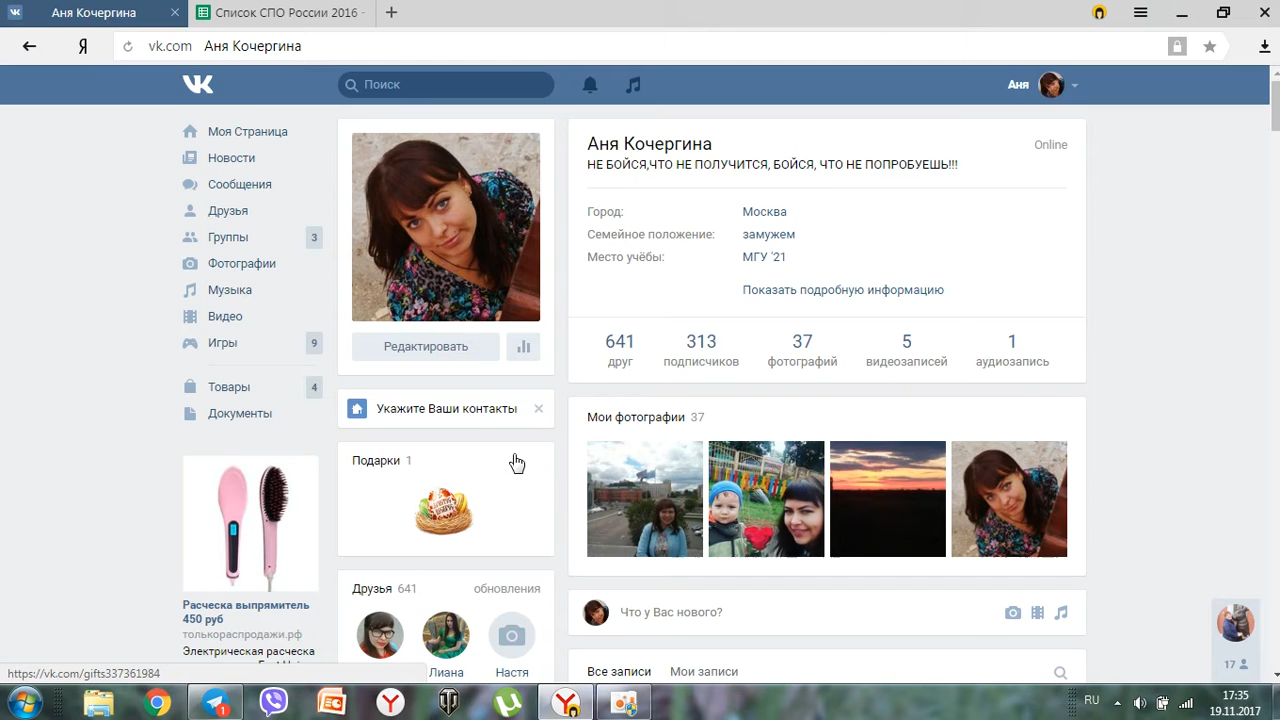 Аня Кочергина
Список СПО России 2016 -
Я
vk.com Аня Кочергина
Поиск
Аня
Моя Страница
Новости
Сообщения
Друзья
Группы 3
Фотографии
Музыка
Видео
Игры 9
Товары 4
Документы
Расческа выпрямитель
450 руб
толькораспродажи.рф
Электрическая расческа
Редактировать
Укажите Ваши контакты
Подарки 1
Друзья 641 обновления
Лиана Настя
Аня Кочергина Online
НЕ БОЙСЯ,ЧТО НЕ ПОЛУЧИТСЯ, БОЙСЯ, ЧТО НЕ ПОПРОБУЕШЬ!!!
Город: Москва
Семейное положение: замужем
Место учёбы: МГУ '21
Показать подробную информацию
641 313 37 5 1
друг подписчиков фотографий видеозаписей аудиозапись
Мои фотографии 37
Что у Вас нового?
Все записи Мои записи
17
https://vk.com/gifts337361984
RU
17:35
19.11.2017